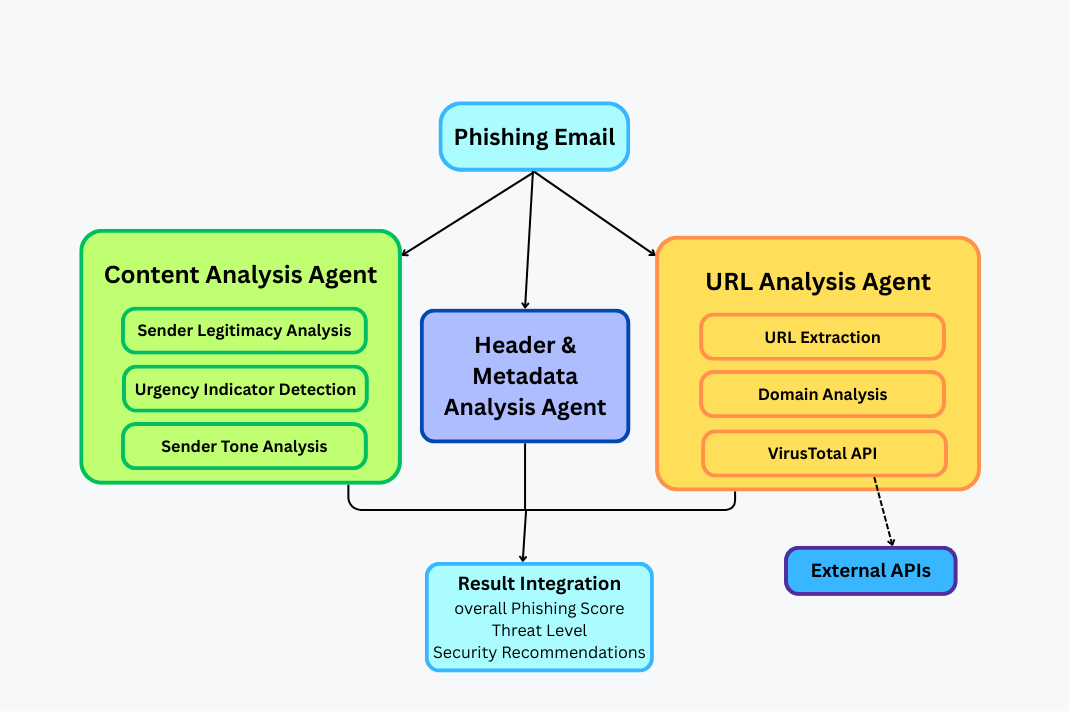 Phishing Email
Content Analysis Agent
Sender Legitimacy Analysis
Urgency Indicator Detection
Sender Tone Analysis
Header &
Metadata
Analysis Agent
URL Analysis Agent
URL Extraction
Domain Analysis
VirusTotal API
External APIs
Result Integration
overall Phishing Score
Threat Level
Security Recommendations